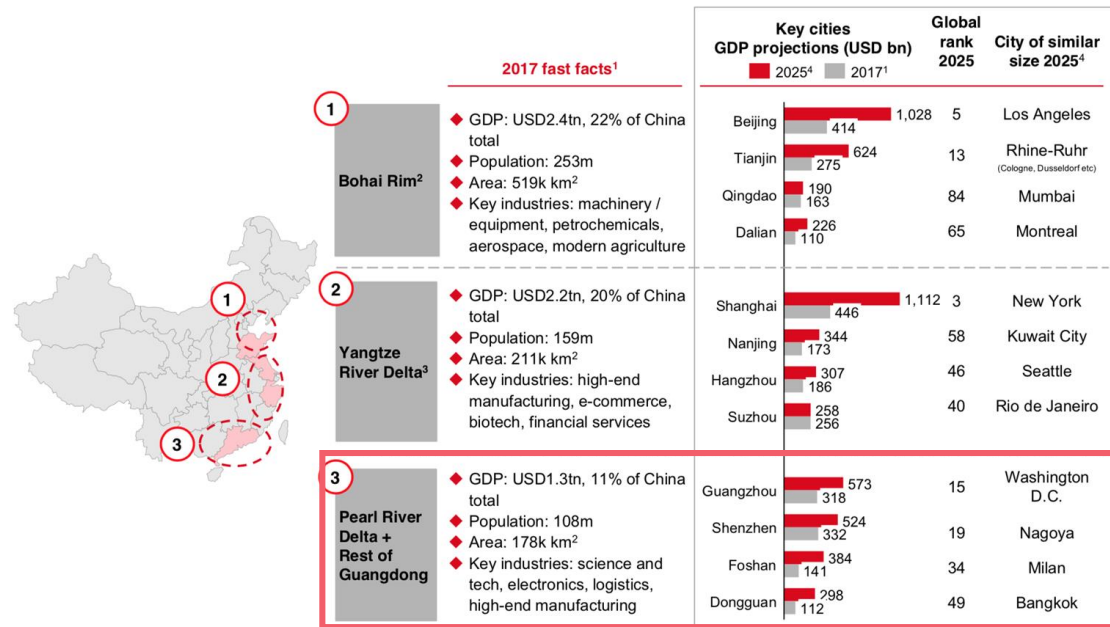 Key cities
GDP projections (USD bn)
2025⁴
2017¹
Global
rank
2025
City of similar
size 2025⁴
2017 fast facts¹
1
Bohai Rim²
◆ GDP: USD2.4tn, 22% of China
total
◆ Population: 253m
◆ Area: 519k km²
◆ Key industries: machinery /
equipment, petrochemicals,
aerospace, modern agriculture
Beijing 1,028 5 Los Angeles
414
Tianjin 624 13 Rhine-Ruhr
275 (Cologne, Dusseldorf etc)
Qingdao 190 84 Mumbai
163
Dalian 226 65 Montreal
110
2
Yangtze
River Delta³
◆ GDP: USD2.2tn, 20% of China
total
◆ Population: 159m
◆ Area: 211k km²
◆ Key industries: high-end
manufacturing, e-commerce,
biotech, financial services
Shanghai 1,112 3 New York
446
Nanjing 344 58 Kuwait City
173
Hangzhou 307 46 Seattle
186
Suzhou 258 40 Rio de Janeiro
256
3
Pearl River
Delta +
Rest of
Guangdong
◆ GDP: USD1.3tn, 11% of China
total
◆ Population: 108m
◆ Area: 178k km²
◆ Key industries: science and
tech, electronics, logistics,
high-end manufacturing
Guangzhou 573 15 Washington
318 D.C.
Shenzhen 524 19 Nagoya
332
Foshan 384 34 Milan
141
Dongguan 298 49 Bangkok
112
1
2
3